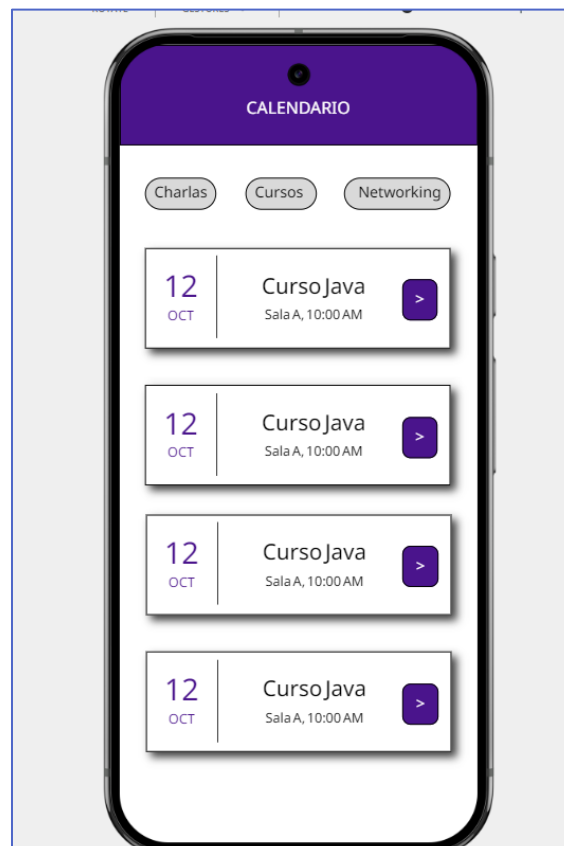 CALENDARIO
Charlas Cursos Networking
12 Curso Java
OCT Sala A, 10:00 AM >
12 Curso Java
OCT Sala A, 10:00 AM >
12 Curso Java
OCT Sala A, 10:00 AM >
12 Curso Java
OCT Sala A, 10:00 AM >